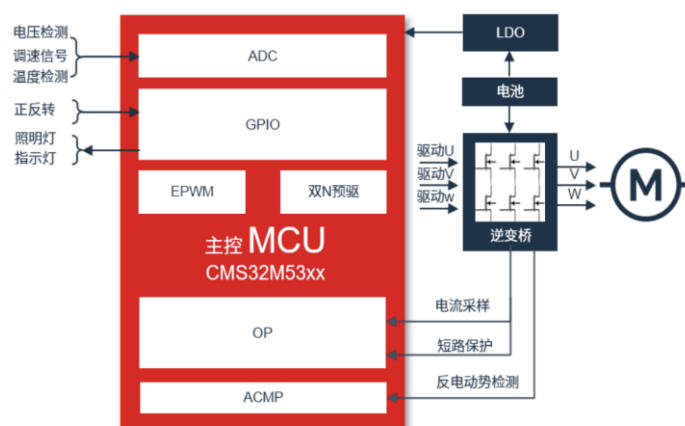 电压检测
调速信号
温度检测
正反转
照明灯
指示灯
ADC
GPIO
EPWM
双N预驱
主控 MCU
CMS32M53xx
OP
ACMP
LDO
电池
驱动U
驱动V
驱动w
逆变桥
U
V
W
M
电流采样
短路保护
反电动势检测